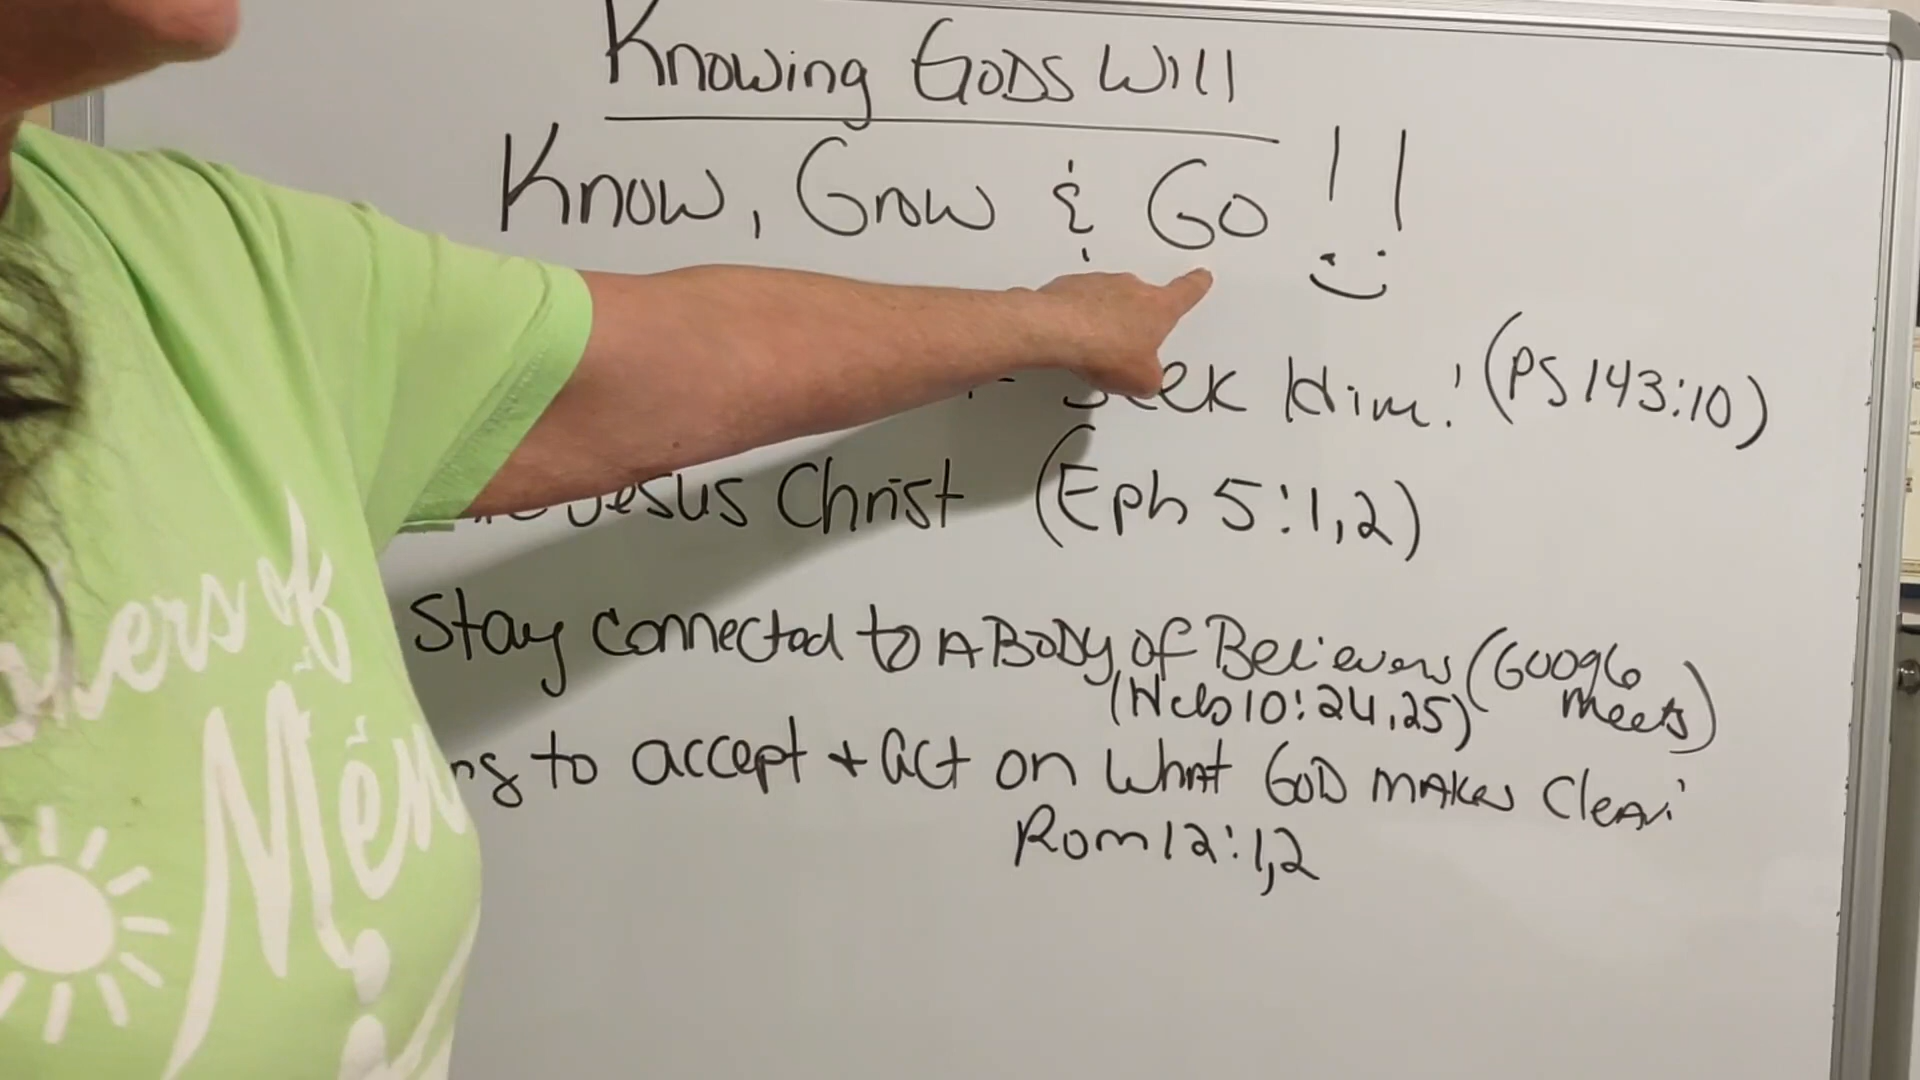 Knowing GODS Will
Know, Grow & Go !!
Him! (PS 143:10)
Jesus Christ (Eph 5:1,2)
Stay connected to A BODy of Believers (Google Meets)
(Heb 10:24,25)
to accept + act on What GOD MAKes Clear
Rom 12:1,2
of